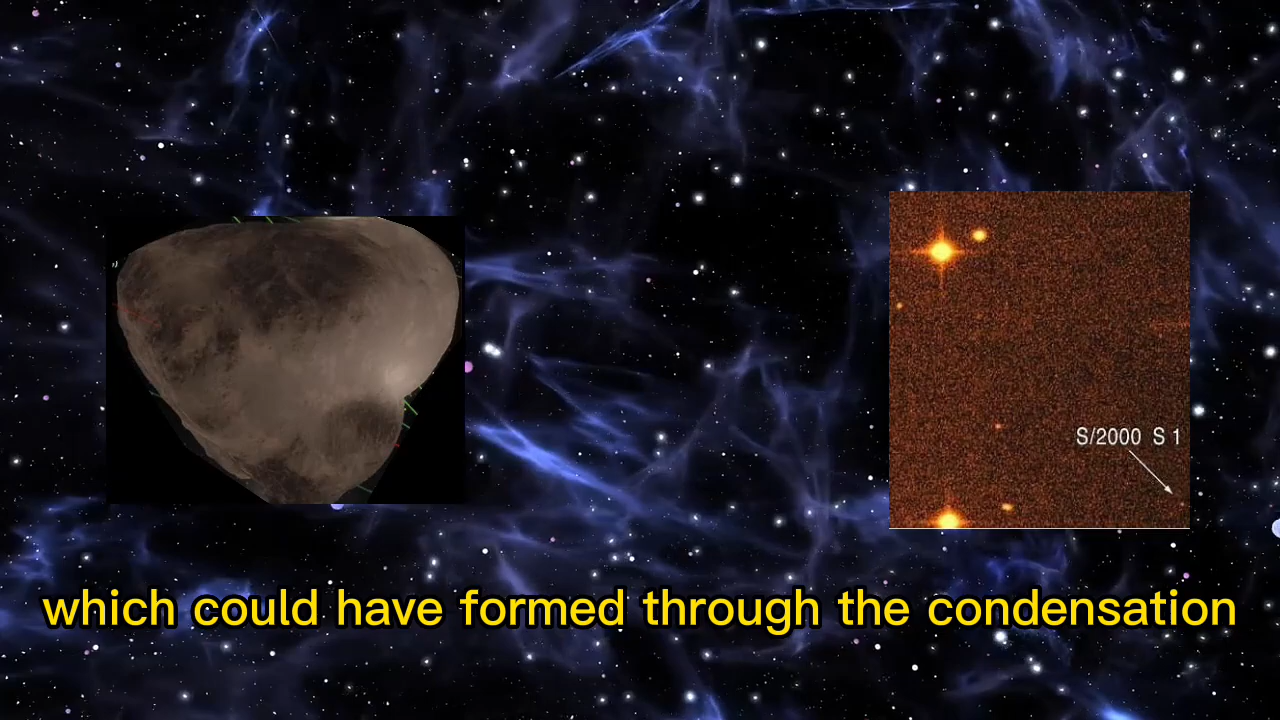 S/2000 S 1
which could have formed through the condensation